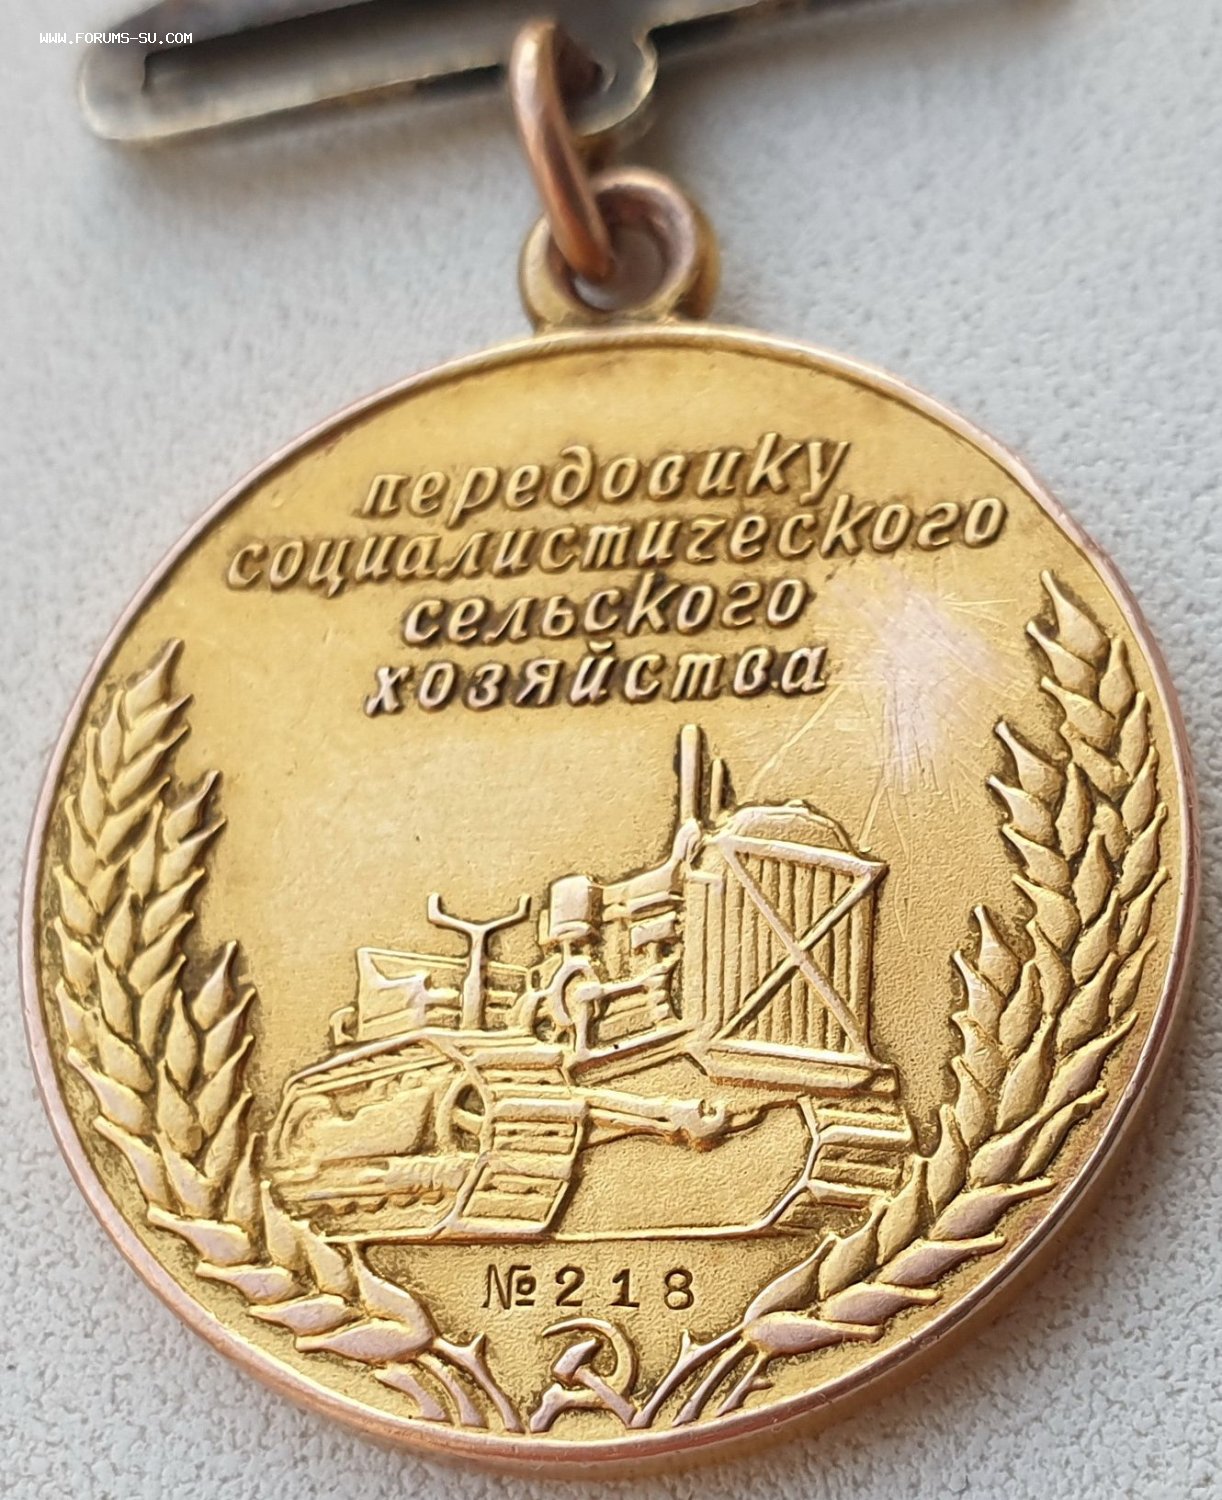 WWW.FORUMS-SU.COM
передовику
социалистического
сельского
хозяйства
№218